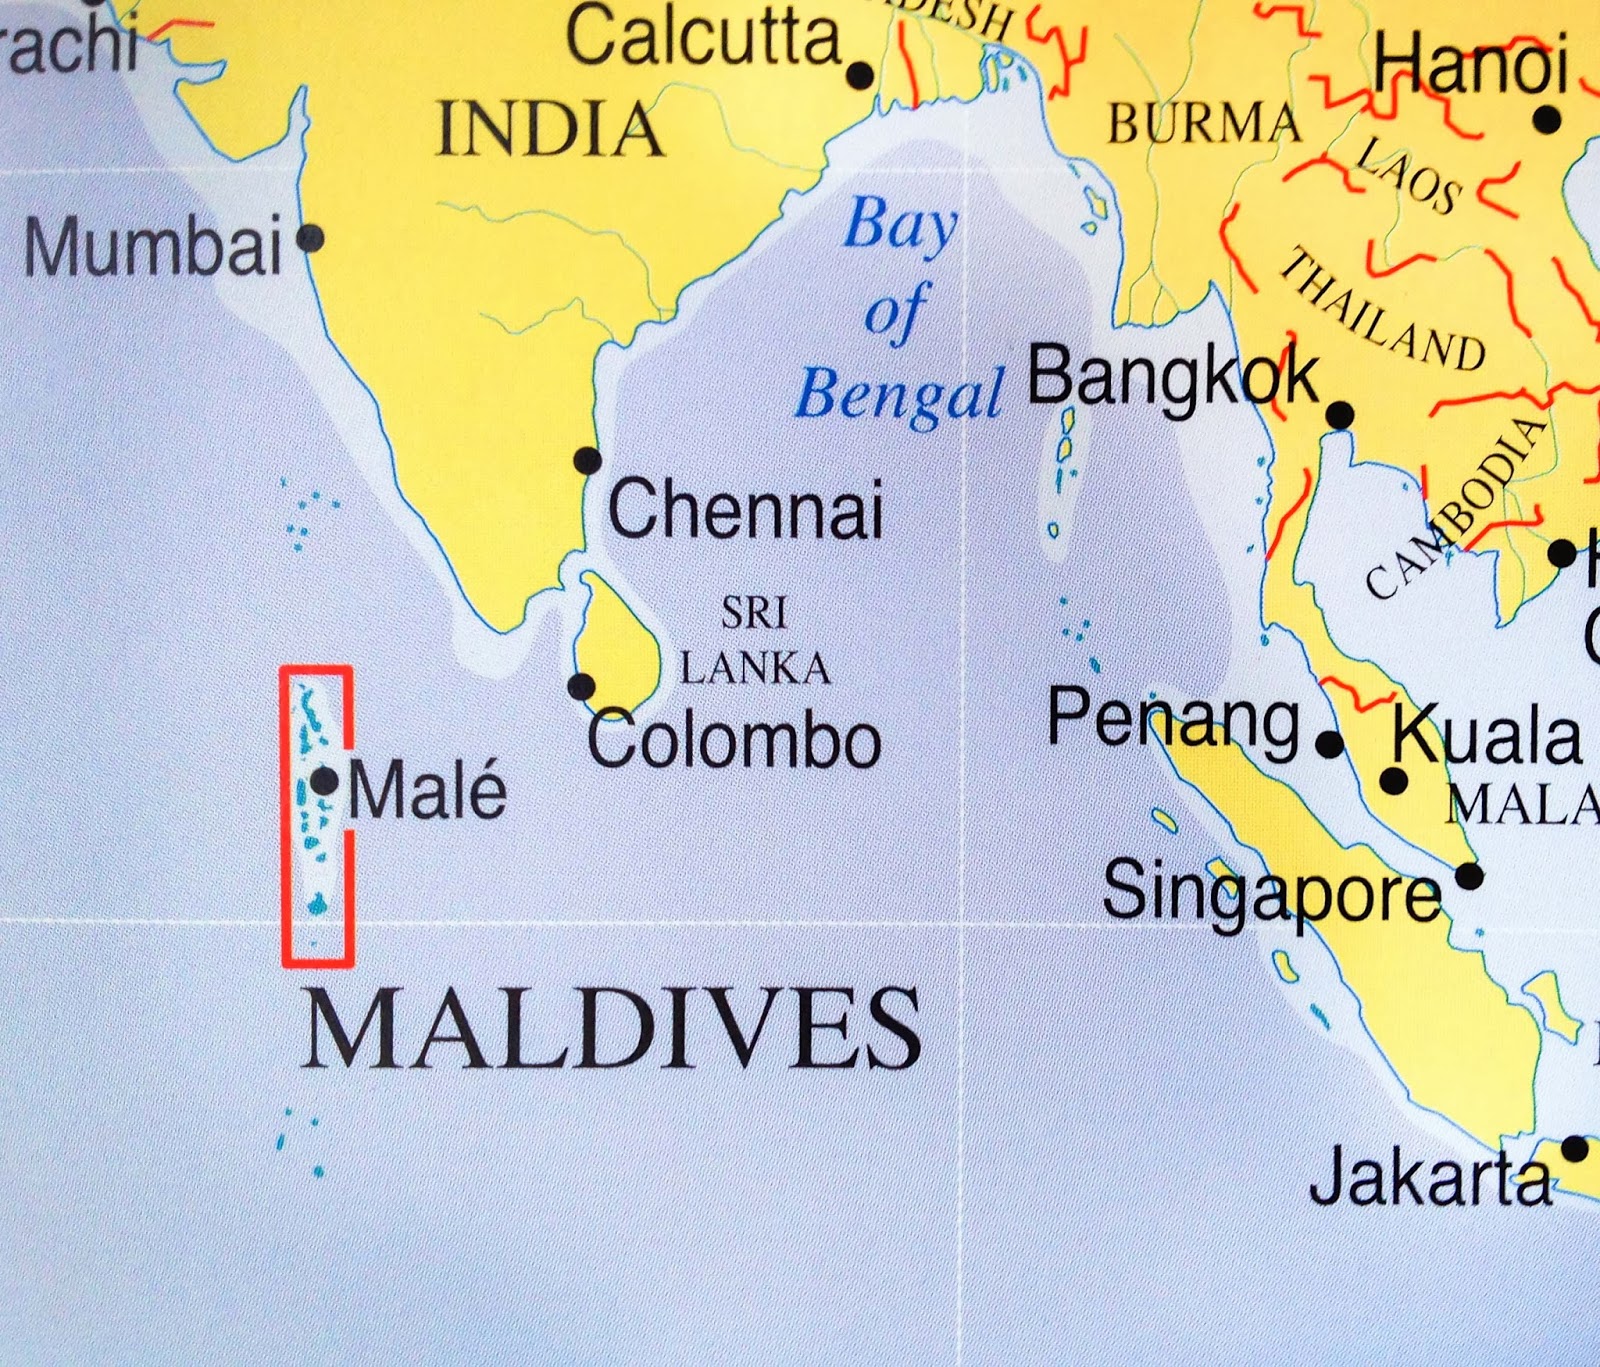 rachi
Calcutta
DESH
Hanoi
INDIA
BURMA
LAOS
Mumbai
Bay
of
Bengal
THAILAND
Bangkok
CAMBODIA
Chennai
SRI
LANKA
Colombo
Penang
Kuala
MALA
Malé
Singapore
MALDIVES
Jakarta